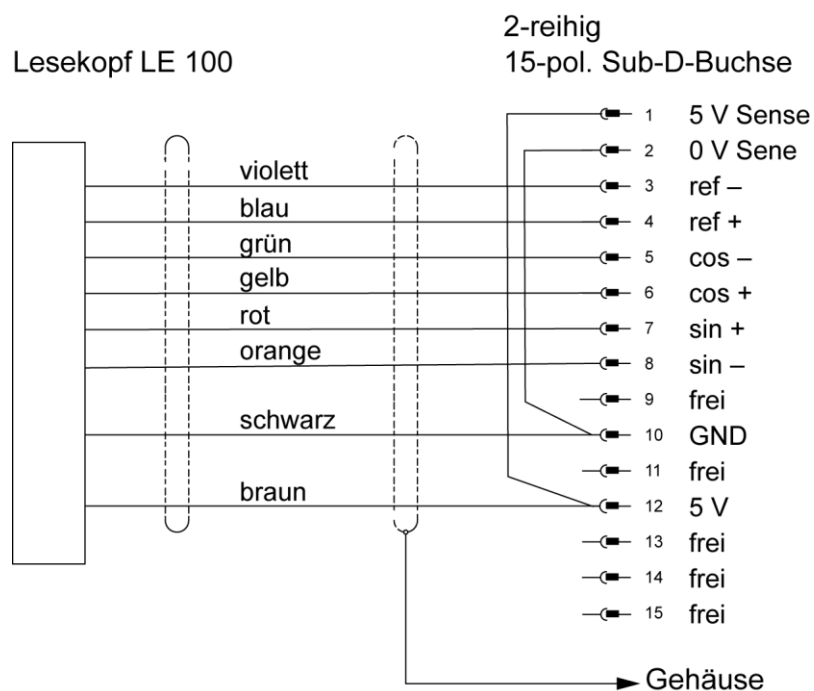 2-reihig
Lesekopf LE 100
15-pol. Sub-D-Buchse
1 5 V Sense
2 0 V Sene
violett 3 ref –
blau 4 ref +
grün 5 cos –
gelb 6 cos +
rot 7 sin +
orange 8 sin –
9 frei
schwarz 10 GND
11 frei
braun 12 5 V
13 frei
14 frei
15 frei
Gehäuse